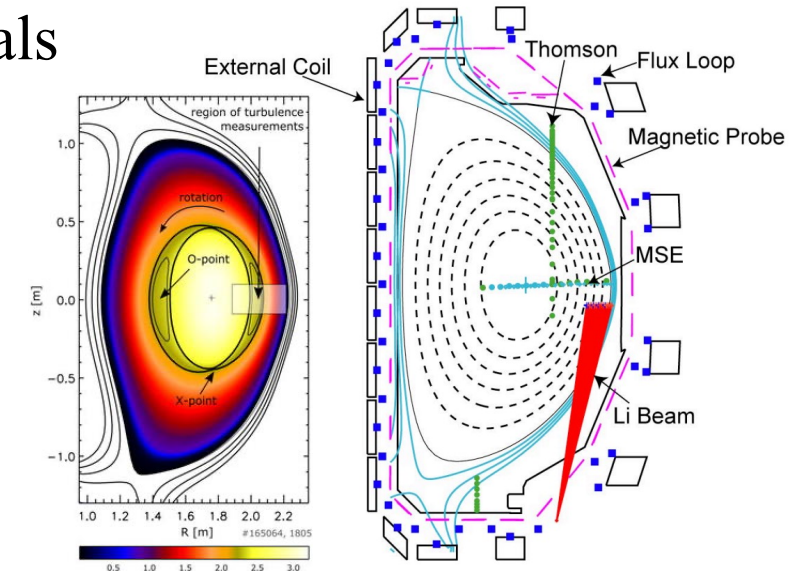 als
External Coil
Thomson
Flux Loop
Magnetic Probe
MSE
Li Beam
region of turbulence
measurements
rotation
O-point
X-point
z [m]
1.0
0.5
0.0
−0.5
−1.0
1.0 1.2 1.4 1.6 1.8 2.0 2.2
R [m]
#165064, 1805
0.5 1.0 1.5 2.0 2.5 3.0